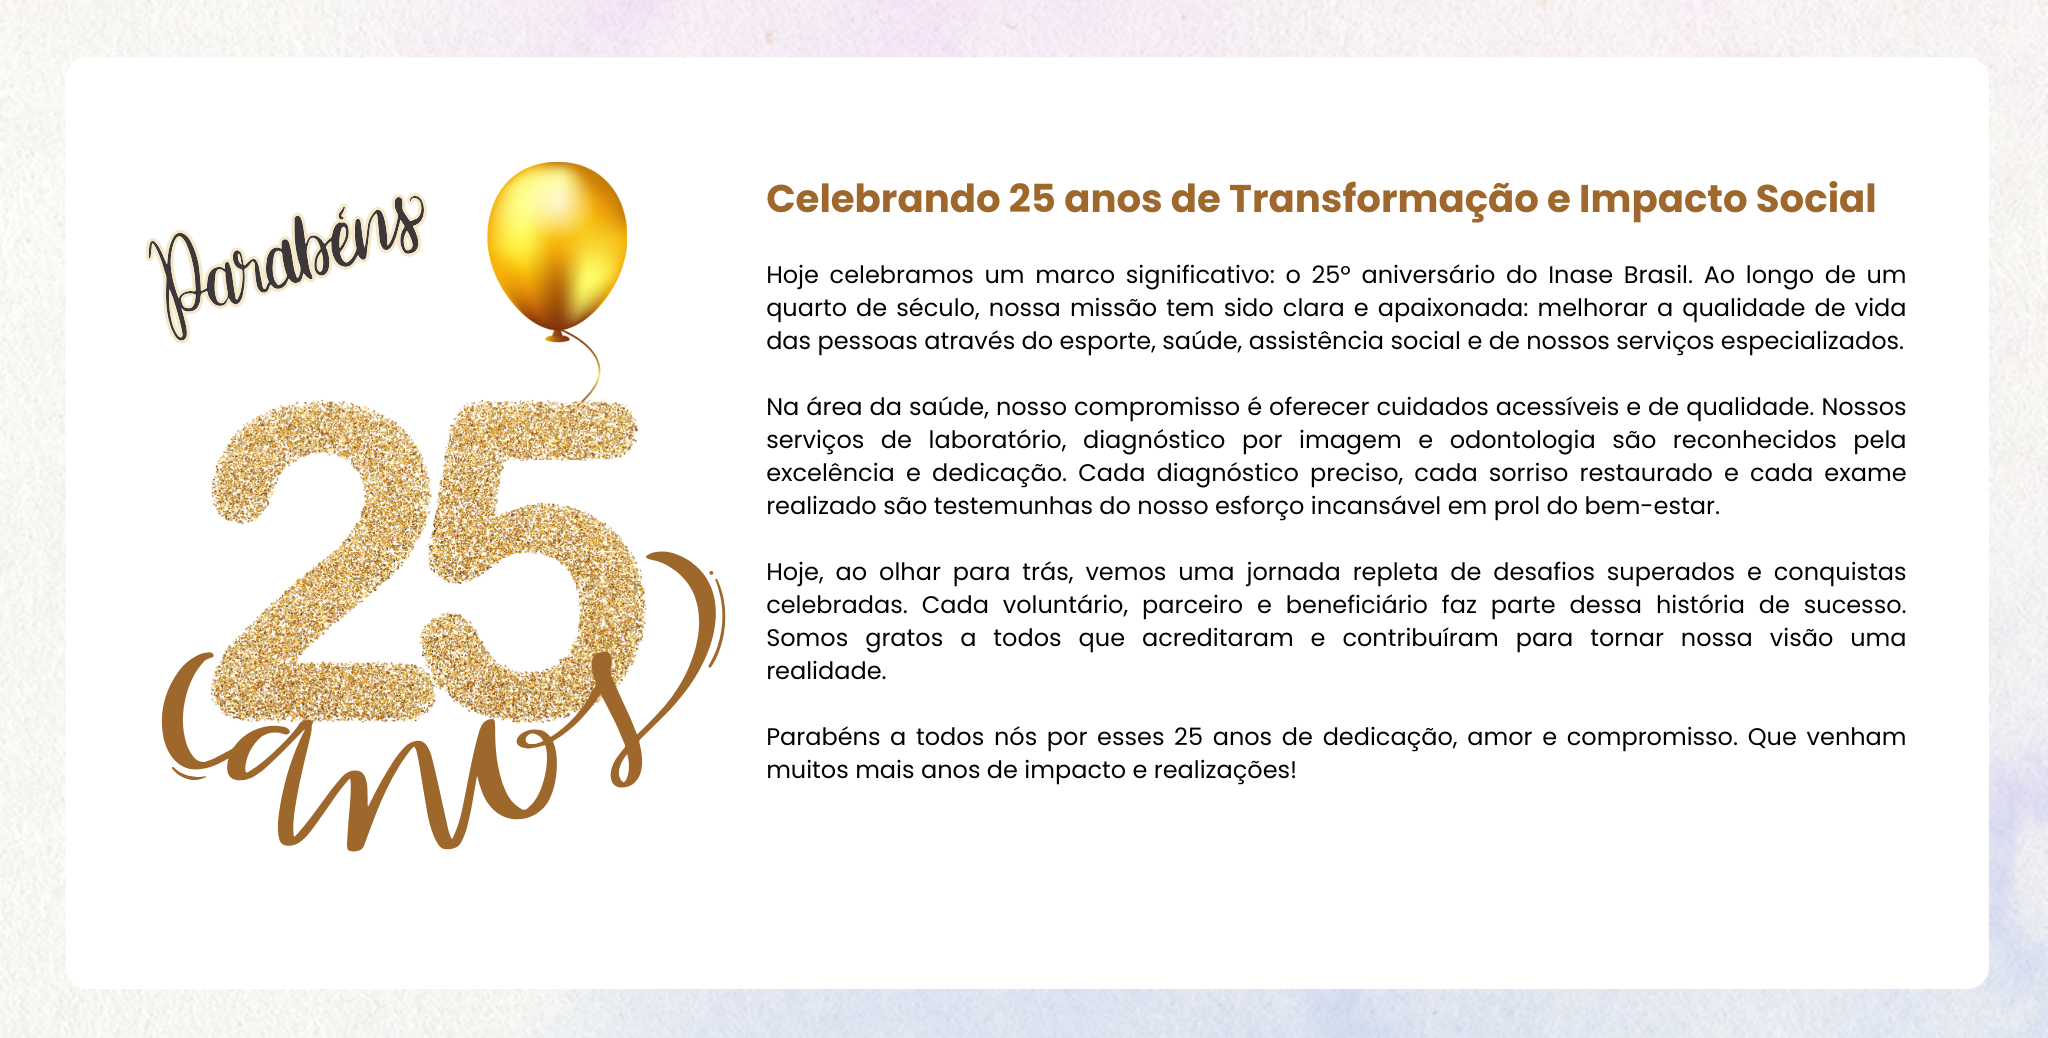 Parabéns
25
anos
Celebrando 25 anos de Transformação e Impacto Social
Hoje celebramos um marco significativo: o 25º aniversário do Inase Brasil. Ao longo de um
quarto de século, nossa missão tem sido clara e apaixonada: melhorar a qualidade de vida
das pessoas através do esporte, saúde, assistência social e de nossos serviços especializados.
Na área da saúde, nosso compromisso é oferecer cuidados acessíveis e de qualidade. Nossos
serviços de laboratório, diagnóstico por imagem e odontologia são reconhecidos pela
excelência e dedicação. Cada diagnóstico preciso, cada sorriso restaurado e cada exame
realizado são testemunhas do nosso esforço incansável em prol do bem-estar.
Hoje, ao olhar para trás, vemos uma jornada repleta de desafios superados e conquistas
celebradas. Cada voluntário, parceiro e beneficiário faz parte dessa história de sucesso.
Somos gratos a todos que acreditaram e contribuíram para tornar nossa visão uma
realidade.
Parabéns a todos nós por esses 25 anos de dedicação, amor e compromisso. Que venham
muitos mais anos de impacto e realizações!